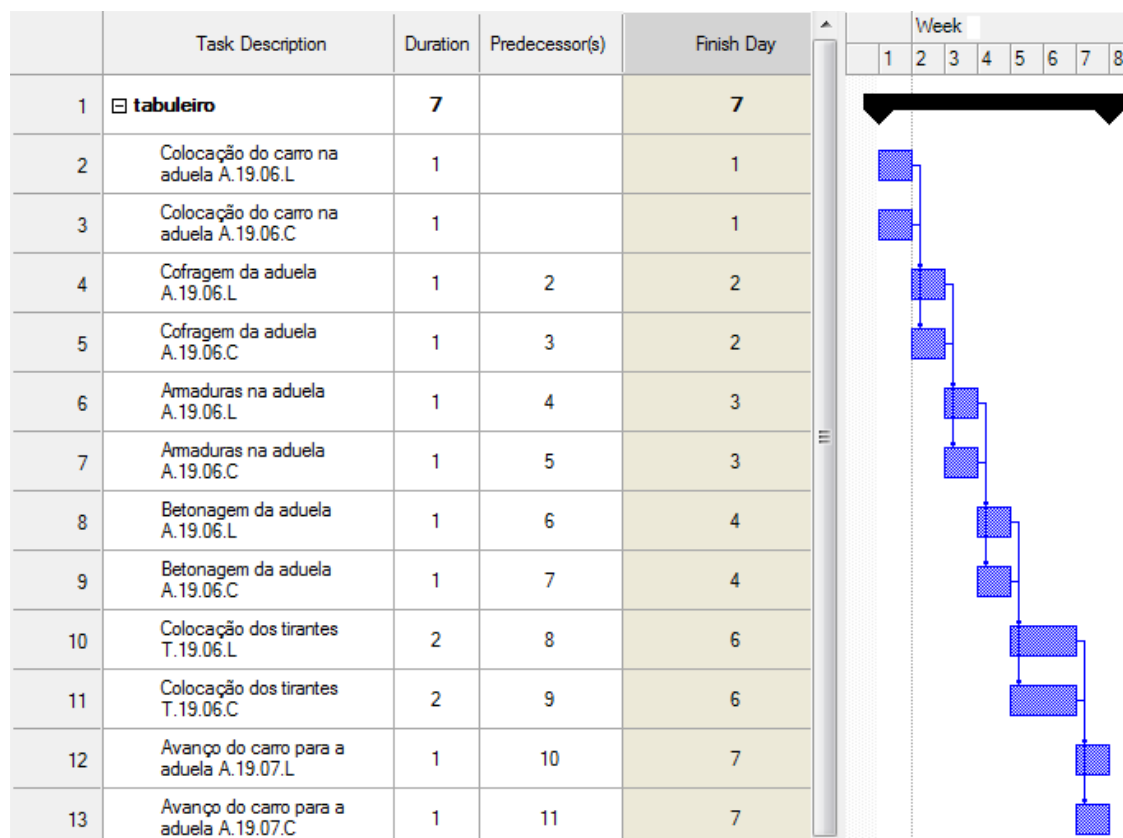 Task Description Duration Predecessor(s) Finish Day Week
1 2 3 4 5 6 7 8
1 tabuleiro 7 7
2 Colocação do carro na
aduela A.19.06.L 1 1
3 Colocação do carro na
aduela A.19.06.C 1 1
4 Cofragem da aduela
A.19.06.L 1 2 2
5 Cofragem da aduela
A.19.06.C 1 3 2
6 Armaduras na aduela
A.19.06.L 1 4 3
7 Armaduras na aduela
A.19.06.C 1 5 3
8 Betonagem da aduela
A.19.06.L 1 6 4
9 Betonagem da aduela
A.19.06.C 1 7 4
10 Colocação dos tirantes
T.19.06.L 2 8 6
11 Colocação dos tirantes
T.19.06.C 2 9 6
12 Avanço do carro para a
aduela A.19.07.L 1 10 7
13 Avanço do carro para a
aduela A.19.07.C 1 11 7